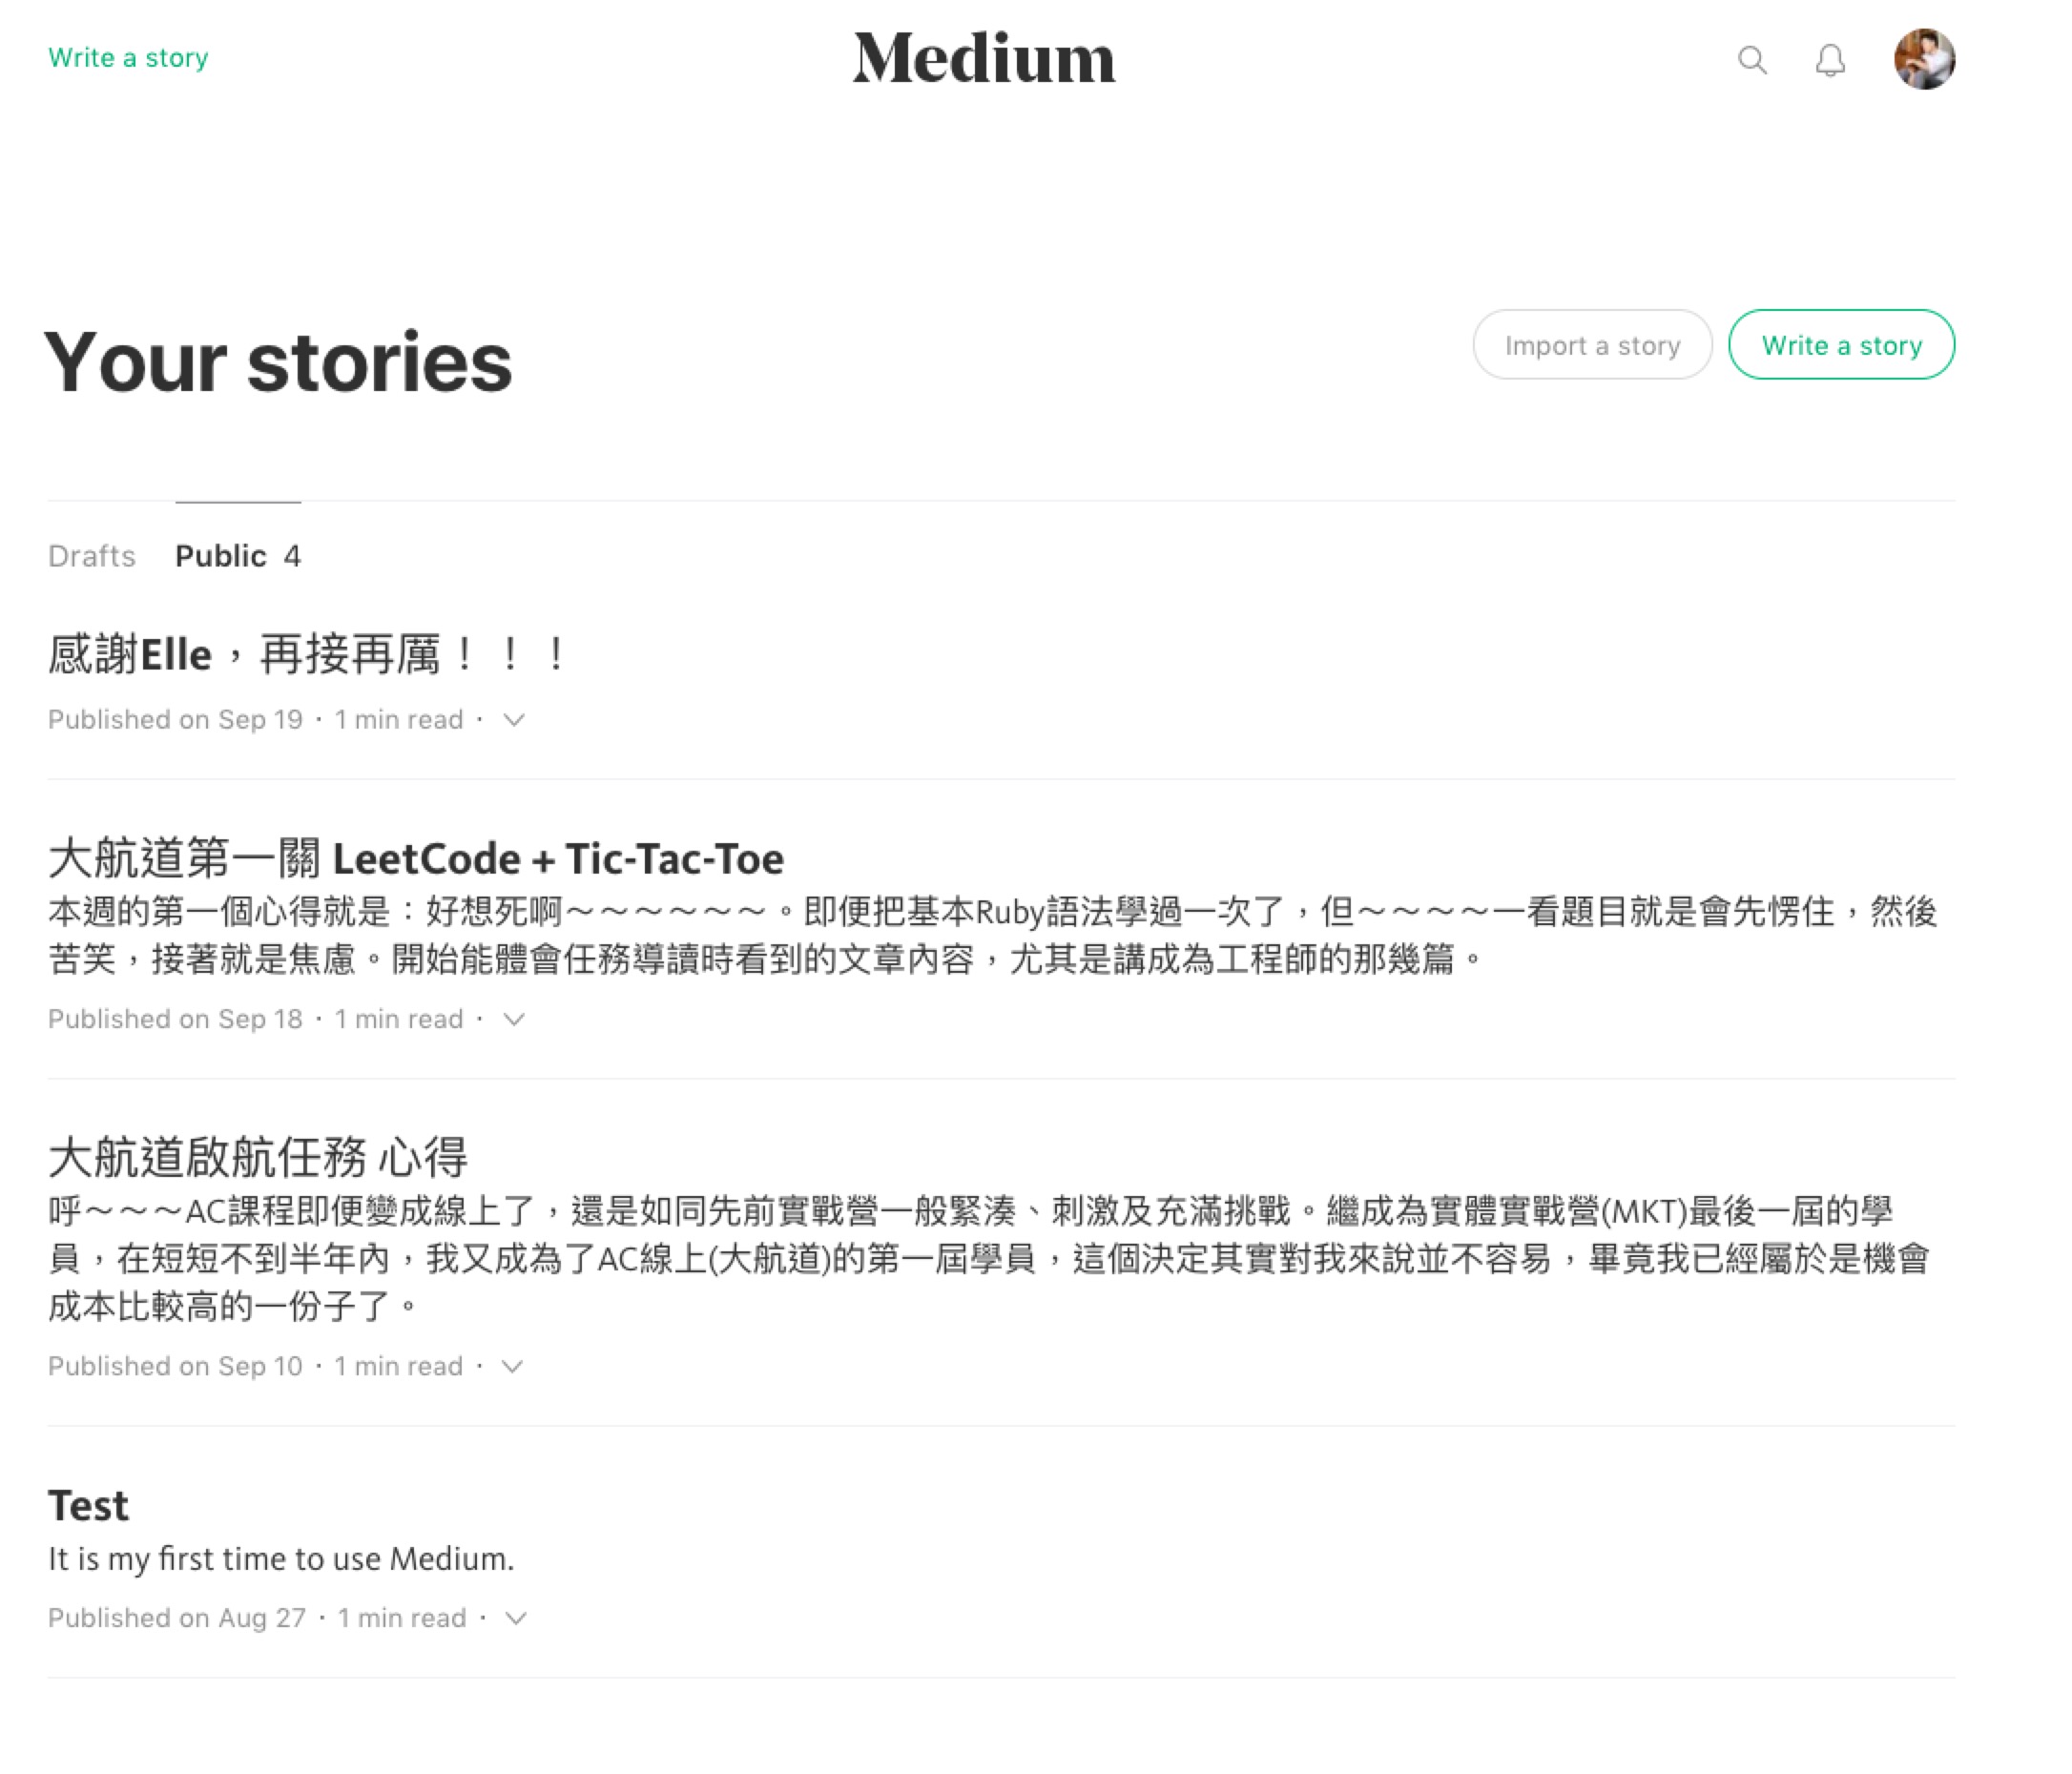 Write a story
Medium
Your stories
Import a story
Write a story
Drafts
Public 4
感謝Elle，再接再厲！！！
Published on Sep 19 · 1 min read ·
大航道第一關 LeetCode + Tic-Tac-Toe
本週的第一個心得就是：好想死啊～～～～～～。即便把基本Ruby語法學過一次了，但～～～～一看題目就是會先愣住，然後
苦笑，接著就是焦慮。開始能體會任務導讀時看到的文章內容，尤其是講成為工程師的那幾篇。
Published on Sep 18 · 1 min read ·
大航道啟航任務 心得
呼～～～AC課程即便變成線上了，還是如同先前實戰營一般緊湊、刺激及充滿挑戰。繼成為實體實戰營(MKT)最後一屆的學
員，在短短不到半年內，我又成為了AC線上(大航道)的第一屆學員，這個決定其實對我來說並不容易，畢竟我已經屬於是機會
成本比較高的一份子了。
Published on Sep 10 · 1 min read ·
Test
It is my first time to use Medium.
Published on Aug 27 · 1 min read ·